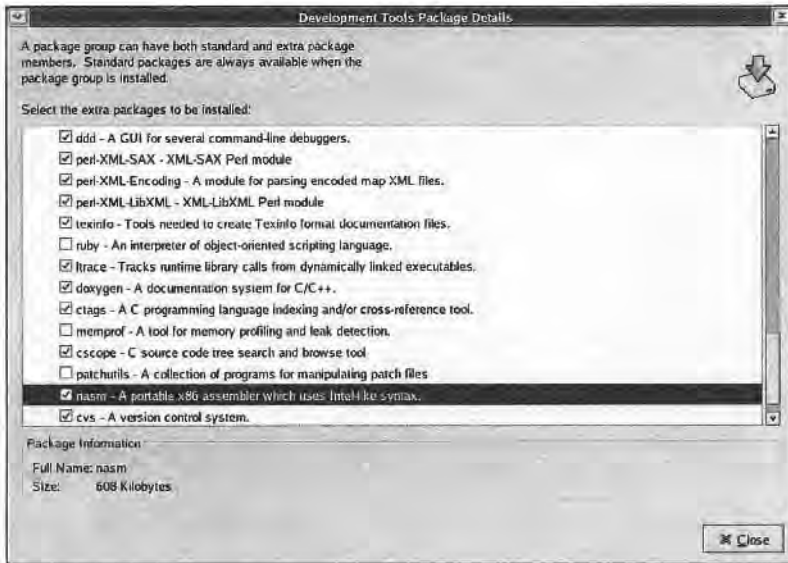 Development Tools Package Details
A package group can have both standard and extra package
members. Standard packages are always available when the
package group is installed.
Select the extra packages to be installed:
ddd - A GUI for several command-line debuggers.
perl-XML-SAX - XML-SAX Perl module
perl-XML-Encoding - A module for parsing encoded map XML files.
perl-XML-LibXML - XML-LibXML Perl module
texinfo - Tools needed to create Texinfo format documentation files.
ruby - An interpreter of object-oriented scripting language.
ltrace - Tracks runtime library calls from dynamically linked executables.
doxygen - A documentation system for C/C++.
ctags - A C programming language indexing and/or cross-reference tool.
memprof - A tool for memory profiling and leak detection.
cscope - C source code tree search and browse tool
patchutils - A collection of programs for manipulating patch files
nasm - A portable x86 assembler which uses Intel-like syntax.
cvs - A version control system.
Package Information
Full Name: nasm
Size: 608 Kilobytes
Close